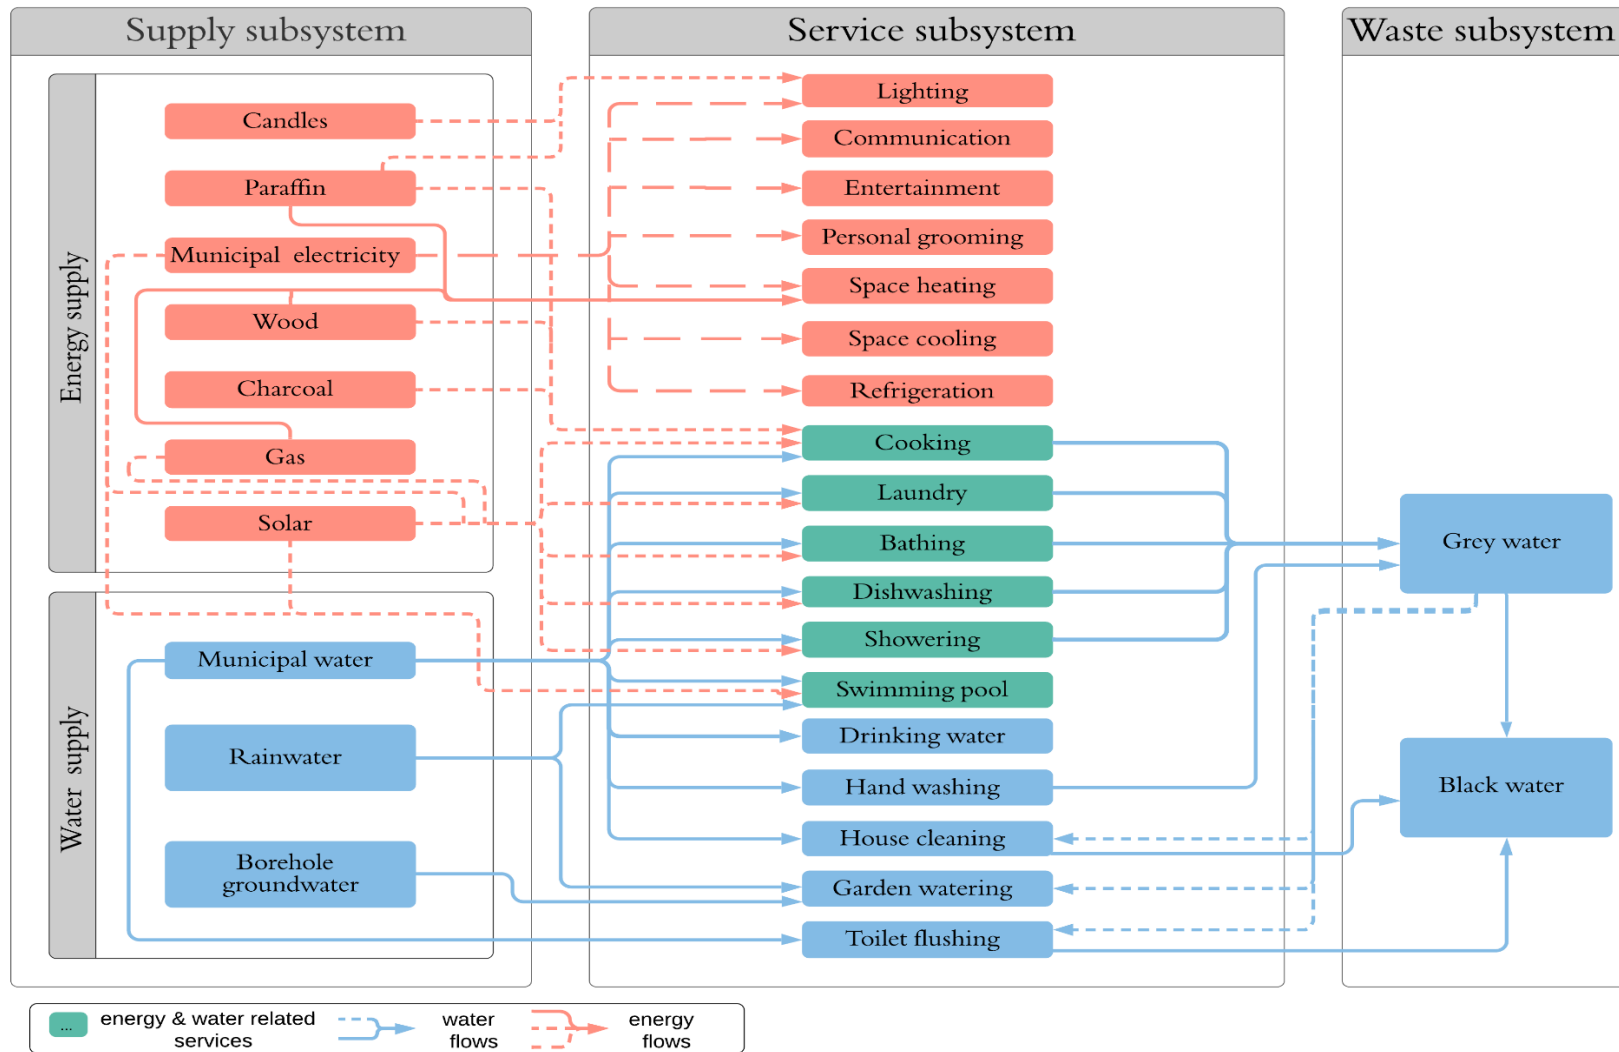 Supply subsystem
Service subsystem
Waste subsystem
Energy supply
Candles
Paraffin
Municipal electricity
Wood
Charcoal
Gas
Solar
Water supply
Municipal water
Rainwater
Borehole
groundwater
Lighting
Communication
Entertainment
Personal grooming
Space heating
Space cooling
Refrigeration
Cooking
Laundry
Bathing
Dishwashing
Showering
Swimming pool
Drinking water
Hand washing
House cleaning
Garden watering
Toilet flushing
Grey water
Black water
...
energy & water related
services
water
flows
energy
flows